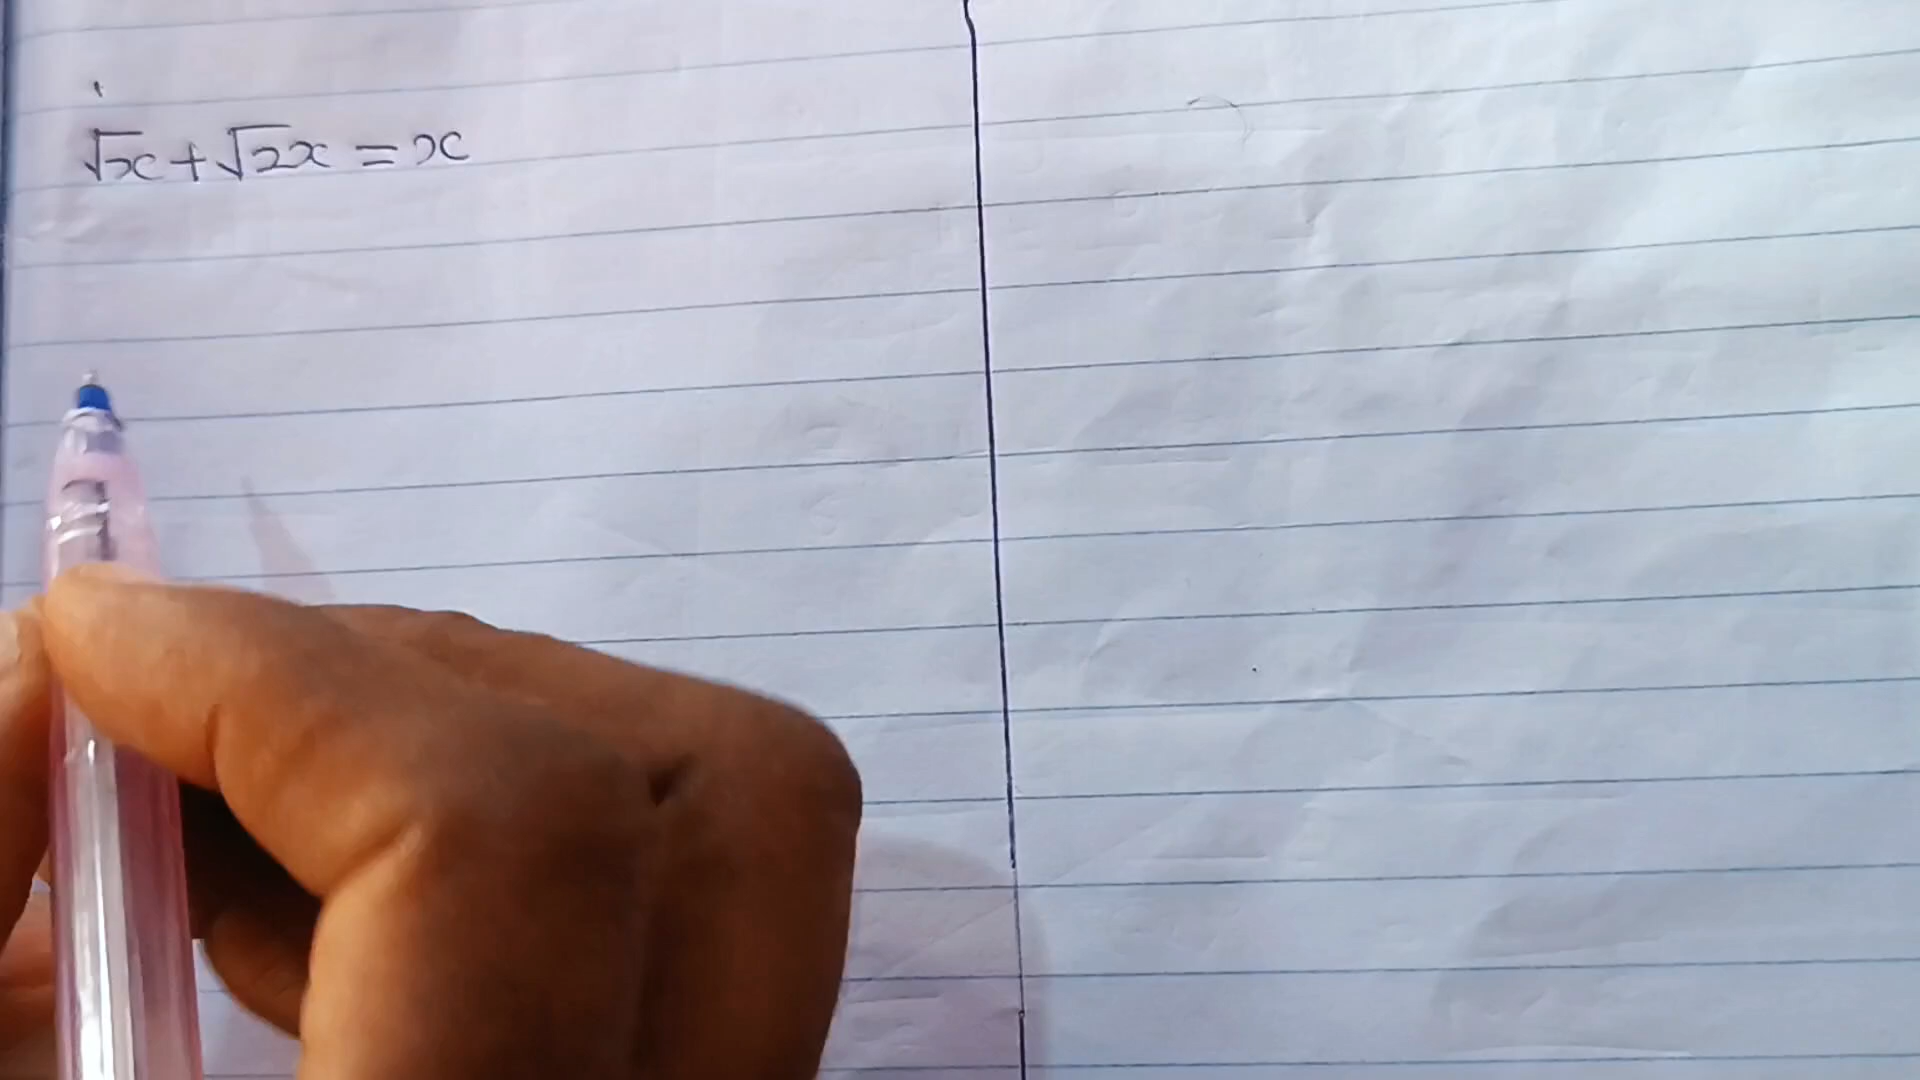 √x + √2x = x